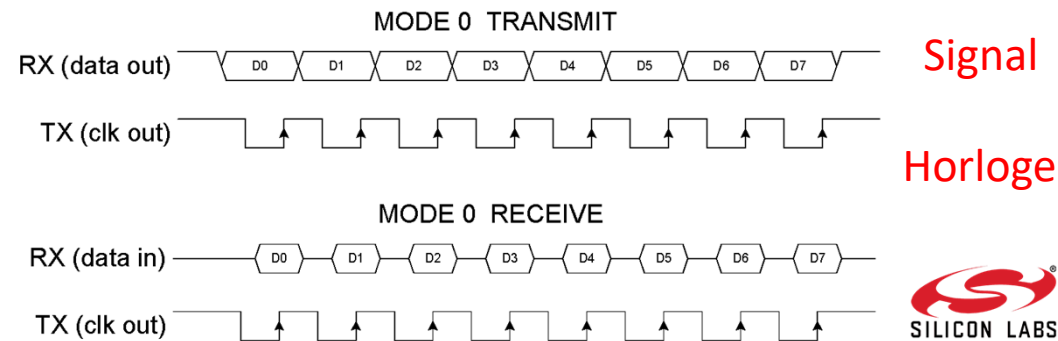 MODE 0 TRANSMIT
RX (data out) D0 D1 D2 D3 D4 D5 D6 D7 Signal
TX (clk out)
Horloge
MODE 0 RECEIVE
RX (data in) D0 D1 D2 D3 D4 D5 D6 D7
TX (clk out)
SILICON LABS